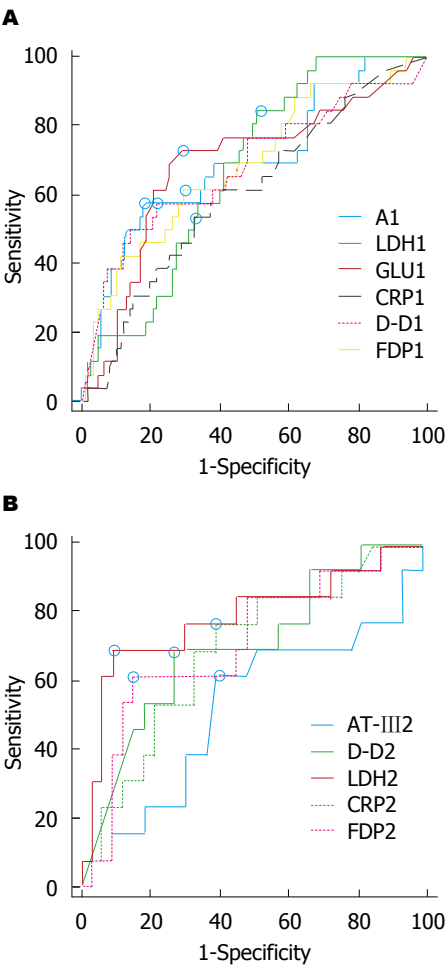 A
100
80
60
40
20
0
Sensitivity
A1
LDH1
GLU1
CRP1
D-D1
FDP1
0 20 40 60 80 100
1-Specificity
B
100
80
60
40
20
0
Sensitivity
AT-III2
D-D2
LDH2
CRP2
FDP2
0 20 40 60 80 100
1-Specificity